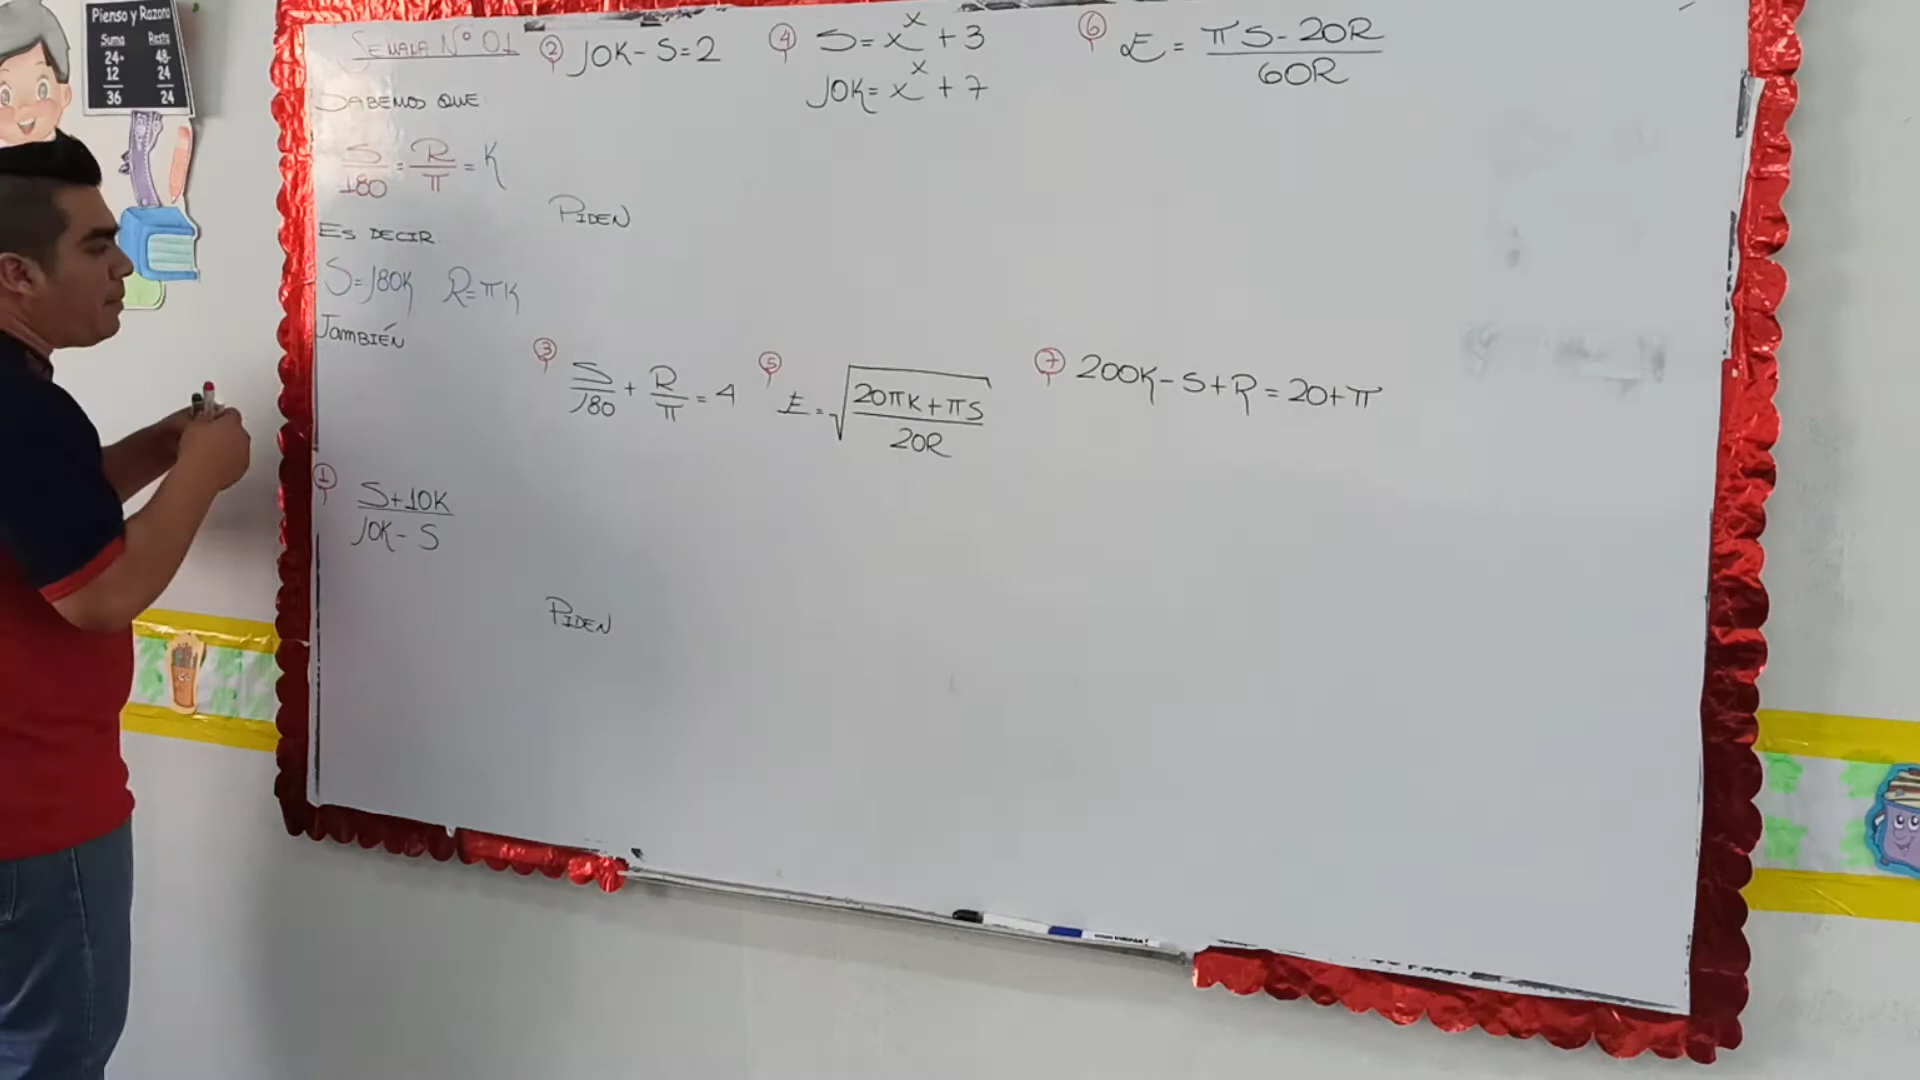 Pienso y Razono
Suma Resta
24+ 48-
12 24
36 24
SEMANA N° 01
SABEMOS QUE:
S/180 = R/π = K
ES DECIR
S=180K R=πK
TAMBIÉN
① S+10K
10K-S
② 10K-S=2
PIDEN
③ S/180 + R/π = 4
PIDEN
④ S=x^x+3
10K=x^x+7
⑤ E=√(20πK+πS
20R)
⑥ E = πS-20R
60R
⑦ 200K-S+R=20+π